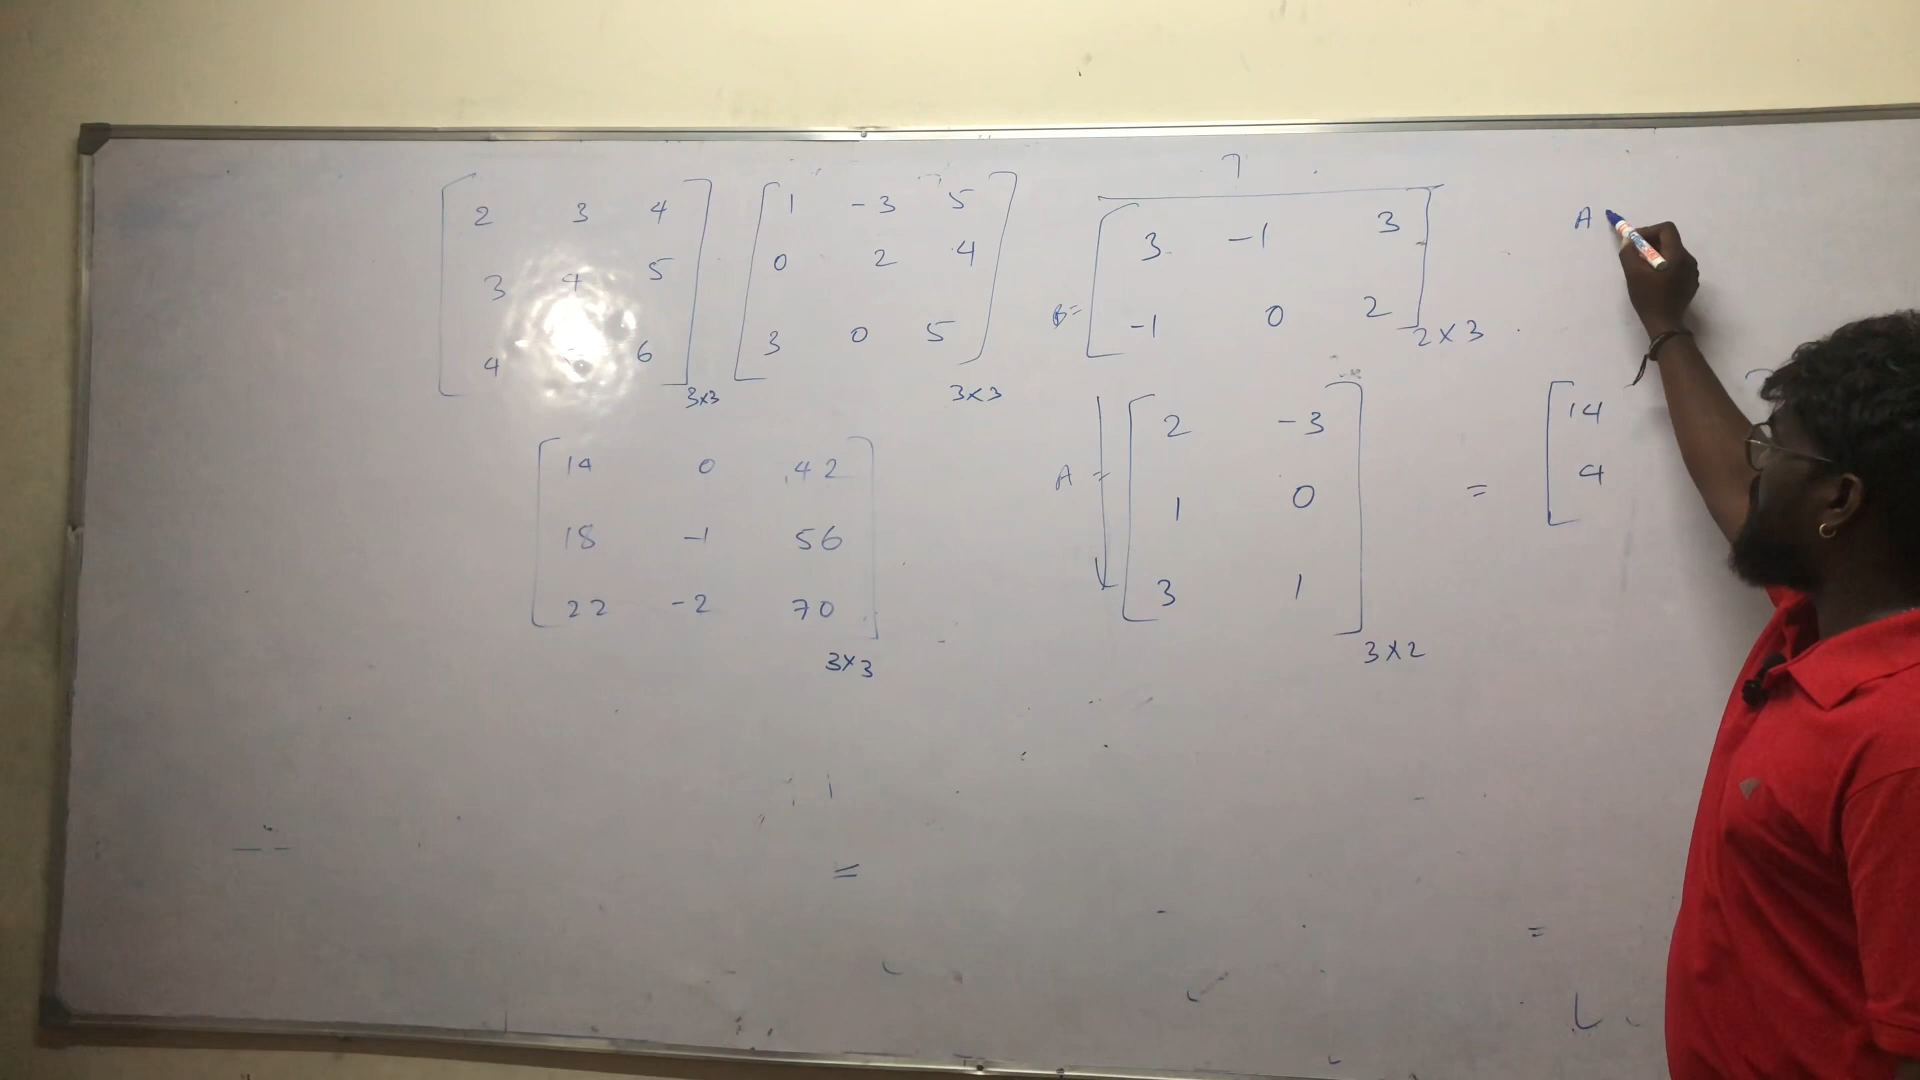 [ 2 3 4 ] [ 1 -3 5 ]
[ 3 4 5 ] [ 0 2 4 ]
[ 4 6 ]3x3 [ 3 0 5 ]3x3
[ 14 0 42 ]
[ 18 -1 56 ]
[ 22 -2 70 ]3x3
[ 3 -1 3 ]
B= [ -1 0 2 ]2x3
[ 2 -3 ]
A = [ 1 0 ]
[ 3 1 ]3x2
= [ 14
[ 9
A